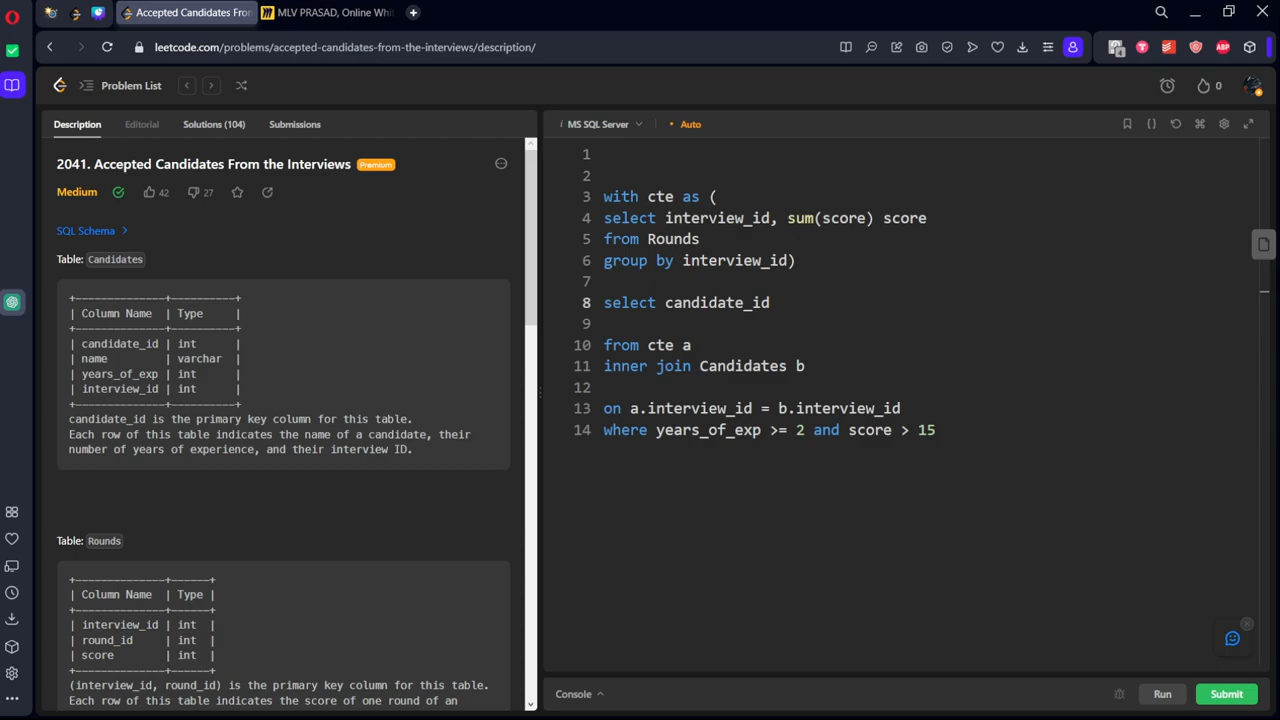 Accepted Candidates From
MLV PRASAD, Online Whi
leetcode.com/problems/accepted-candidates-from-the-interviews/description/
Problem List
0
Description
Editorial
Solutions (104)
Submissions
2041. Accepted Candidates From the Interviews
Premium
Medium
42
27
SQL Schema
Table: Candidates
+--------------+---------+
| Column Name | Type |
+--------------+---------+
| candidate_id | int |
| name | varchar |
| years_of_exp | int |
| interview_id | int |
+--------------+---------+
candidate_id is the primary key column for this table.
Each row of this table indicates the name of a candidate, their
number of years of experience, and their interview ID.
Table: Rounds
+--------------+------+
| Column Name | Type |
+--------------+------+
| interview_id | int |
| round_id | int |
| score | int |
+--------------+------+
(interview_id, round_id) is the primary key column for this table.
Each row of this table indicates the score of one round of an
i MS SQL Server
• Auto
{}
1
2
3 with cte as (
4 select interview_id, sum(score) score
5 from Rounds
6 group by interview_id)
7
8 select candidate_id
9
10 from cte a
11 inner join Candidates b
12
13 on a.interview_id = b.interview_id
14 where years_of_exp >= 2 and score > 15
Console
Run
Submit